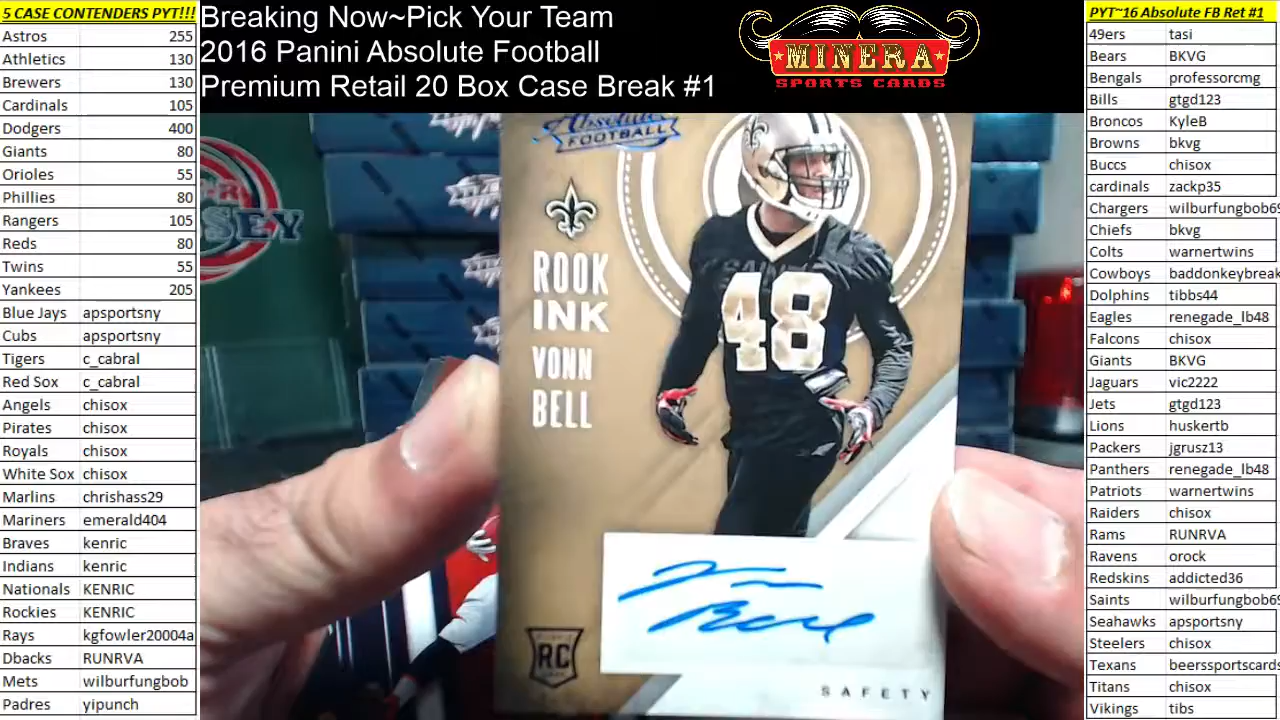 5 CASE CONTENDERS PYT!!!
Astros 255
Athletics 130
Brewers 130
Cardinals 105
Dodgers 400
Giants 80
Orioles 55
Phillies 80
Rangers 105
Reds 80
Twins 55
Yankees 205
Blue Jays apsportsny
Cubs apsportsny
Tigers c_cabral
Red Sox c_cabral
Angels chisox
Pirates chisox
Royals chisox
White Sox chisox
Marlins chrishass29
Mariners emerald404
Braves kenric
Indians kenric
Nationals KENRIC
Rockies KENRIC
Rays kgfowler20004a
Dbacks RUNRVA
Mets wilburfungbob
Padres yipunch
Breaking Now~Pick Your Team
2016 Panini Absolute Football
Premium Retail 20 Box Case Break #1
MINERA
SPORTS CARDS
Absolute
FOOTBALL
ROOK
INK
VONN
BELL
SAINTS
48
RC
SAFETY
PYT~16 Absolute FB Ret #1
49ers tasi
Bears BKVG
Bengals professorcmg
Bills gtgd123
Broncos KyleB
Browns bkvg
Buccs chisox
cardinals zackp35
Chargers wilburfungbob69
Chiefs bkvg
Colts warnertwins
Cowboys baddonkeybreak
Dolphins tibbs44
Eagles renegade_lb48
Falcons chisox
Giants BKVG
Jaguars vic2222
Jets gtgd123
Lions huskertb
Packers jgrusz13
Panthers renegade_lb48
Patriots warnertwins
Raiders chisox
Rams RUNRVA
Ravens orock
Redskins addicted36
Saints wilburfungbob69
Seahawks apsportsny
Steelers chisox
Texans beerssportscards
Titans chisox
Vikings tibs